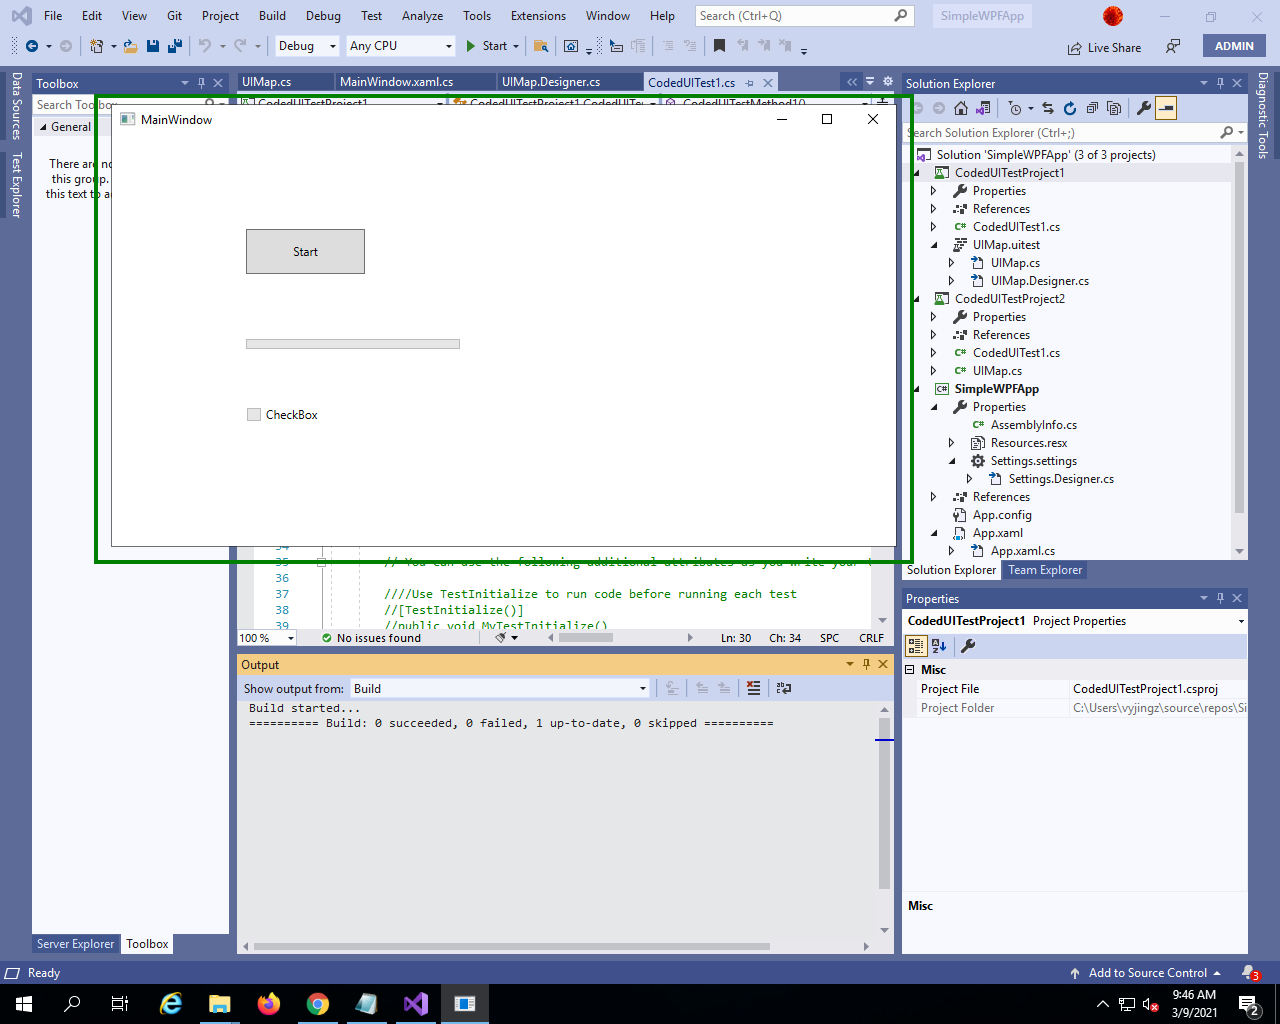 File Edit View Git Project Build Debug Test Analyze Tools Extensions Window Help Search (Ctrl+Q) SimpleWPFApp
Debug Any CPU Start Live Share ADMIN
Data Sources
Test Explorer
Toolbox
Search Toolbox
General
There are no
this group.
this text to a
UIMap.cs MainWindow.xaml.cs UIMap.Designer.cs CodedUITest1.cs
CodedUITestProject1 CodedUITestProject1.CodedUITe CodedUITestMethod1()
MainWindow
Start
CheckBox
34
35 // You can use the following additional attributes as you write your t
36
37 ////Use TestInitialize to run code before running each test
38 //[TestInitialize()]
39 //public void MyTestInitialize()
100 % No issues found Ln: 30 Ch: 34 SPC CRLF
Output
Show output from: Build
Build started...
========== Build: 0 succeeded, 0 failed, 1 up-to-date, 0 skipped ==========
Server Explorer Toolbox
Solution Explorer
Search Solution Explorer (Ctrl+;)
Solution 'SimpleWPFApp' (3 of 3 projects)
CodedUITestProject1
Properties
References
CodedUITest1.cs
UIMap.uitest
UIMap.cs
UIMap.Designer.cs
CodedUITestProject2
Properties
References
CodedUITest1.cs
UIMap.cs
SimpleWPFApp
Properties
AssemblyInfo.cs
Resources.resx
Settings.settings
Settings.Designer.cs
References
App.config
App.xaml
App.xaml.cs
Solution Explorer Team Explorer
Properties
CodedUITestProject1 Project Properties
Misc
Project File CodedUITestProject1.csproj
Project Folder C:\Users\vyjingz\source\repos\Si
Misc
Diagnostic Tools
Ready Add to Source Control 3
9:46 AM
3/9/2021
2